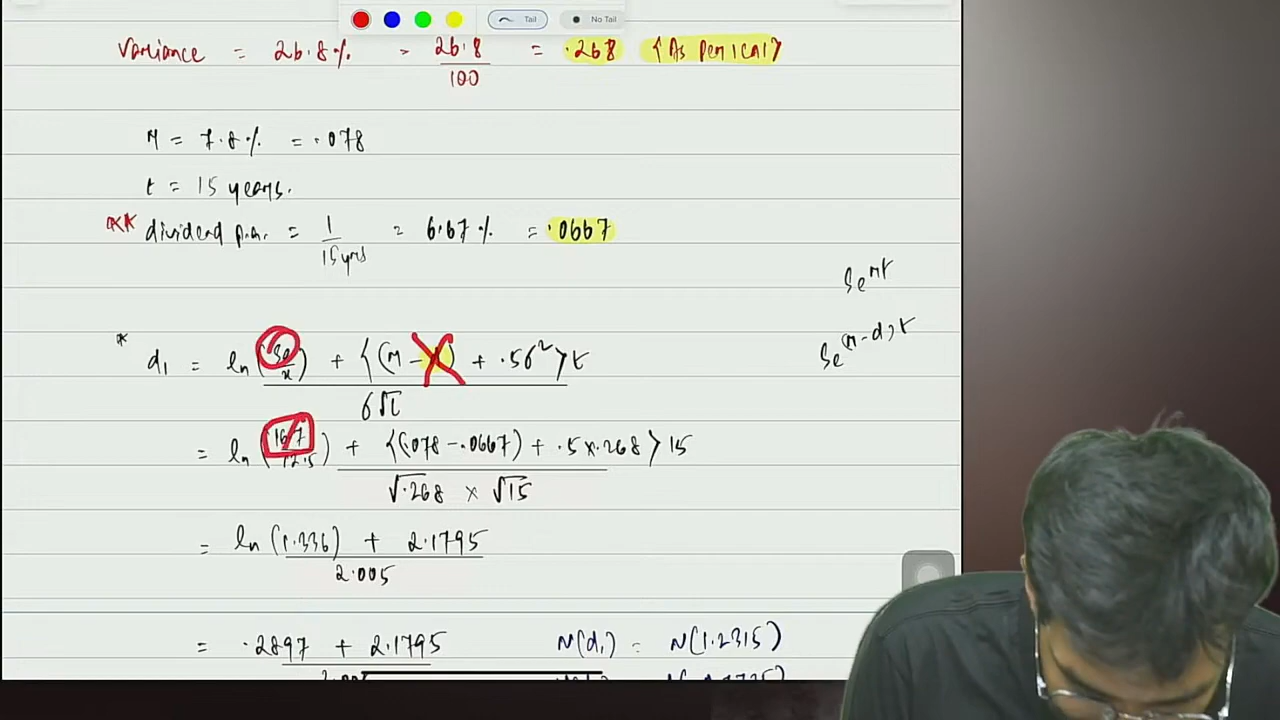 Tail No Tail
Variance = 26.8% = 26.8/100 = .268 {As per ICAI}
r = 7.8% = .078
t = 15 years.
** dividend p.a. = 1/15yrs = 6.67% = .0667
Se^rt
Se^(r-d)t
* d1 = ln(So/x) + {(r - ) + .5σ²}t
σ√t
= ln(16.7/12.5) + {(.078 - .0667) + .5 x .268} 15
√.268 x √15
= ln(1.336) + 2.1795
2.005
= .2897 + 2.1795 N(d1) = N(1.2315)